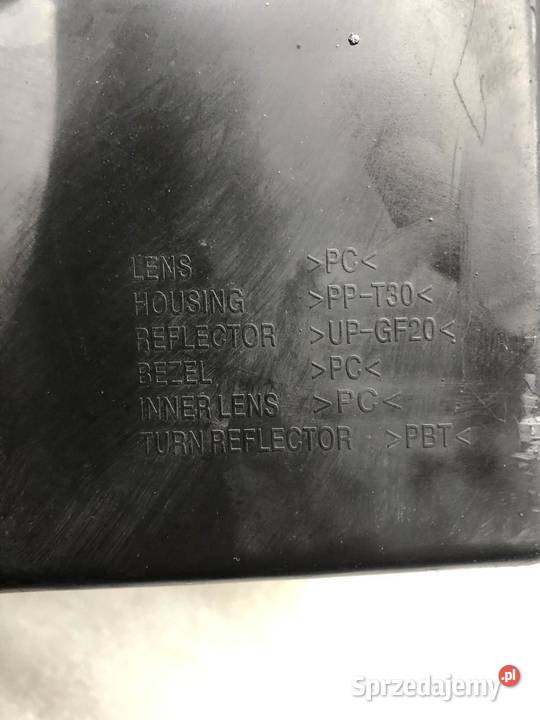 LENS >PC<
HOUSING >PP-T30<
REFLECTOR >UP-GF20<
BEZEL >PC<
INNER LENS >PC<
TURN REFLECTOR >PBT<
Sprzedajemy.pl